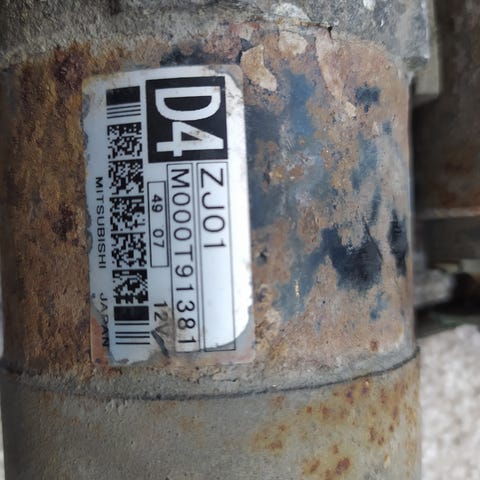 D4
ZJ01
M000T91381
49 07
12V
MITSUBISHI JAPAN